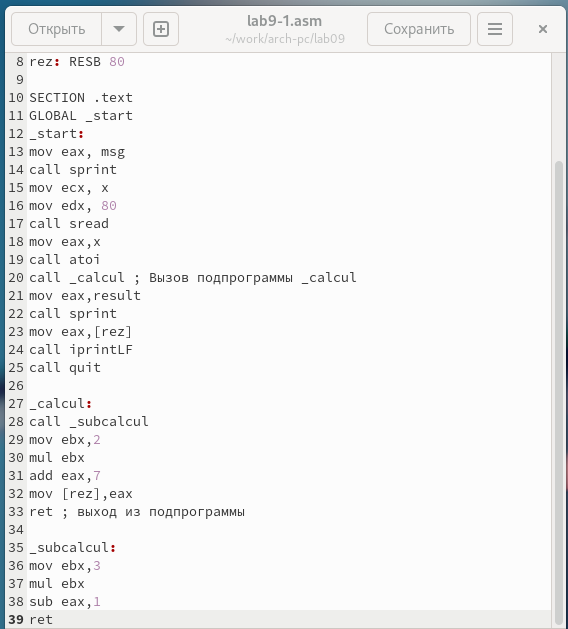 Открыть
lab9-1.asm
~/work/arch-pc/lab09
Сохранить
8 rez: RESB 80
9
10 SECTION .text
11 GLOBAL _start
12 _start:
13 mov eax, msg
14 call sprint
15 mov ecx, x
16 mov edx, 80
17 call sread
18 mov eax,x
19 call atoi
20 call _calcul ; Вызов подпрограммы _calcul
21 mov eax,result
22 call sprint
23 mov eax,[rez]
24 call iprintLF
25 call quit
26
27 _calcul:
28 call _subcalcul
29 mov ebx,2
30 mul ebx
31 add eax,7
32 mov [rez],eax
33 ret ; выход из подпрограммы
34
35 _subcalcul:
36 mov ebx,3
37 mul ebx
38 sub eax,1
39 ret